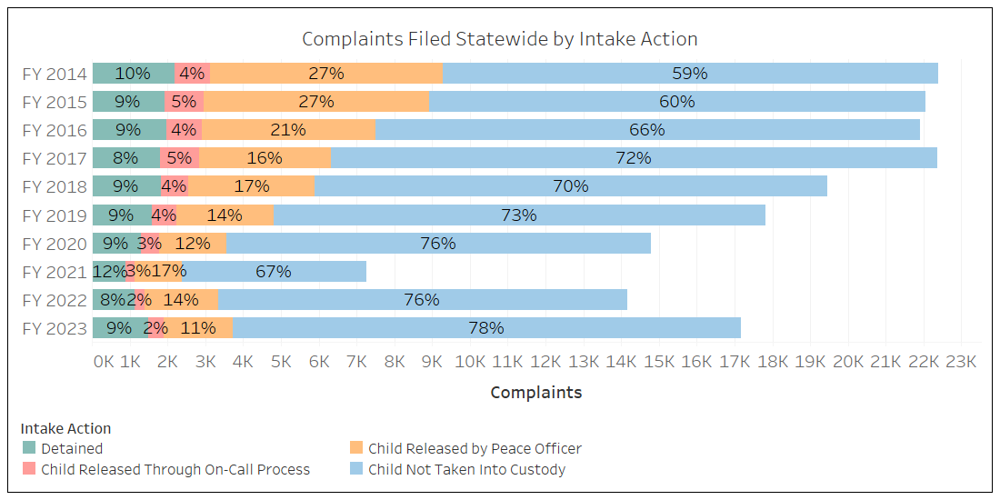 Complaints Filed Statewide by Intake Action
FY 2014 10% 4% 27% 59%
FY 2015 9% 5% 27% 60%
FY 2016 9% 4% 21% 66%
FY 2017 8% 5% 16% 72%
FY 2018 9% 4% 17% 70%
FY 2019 9% 4% 14% 73%
FY 2020 9% 3% 12% 76%
FY 2021 12% 3% 17% 67%
FY 2022 8% 2% 14% 76%
FY 2023 9% 2% 11% 78%
0K 1K 2K 3K 4K 5K 6K 7K 8K 9K 10K 11K 12K 13K 14K 15K 16K 17K 18K 19K 20K 21K 22K 23K
Complaints
Intake Action
Detained Child Released by Peace Officer
Child Released Through On-Call Process Child Not Taken Into Custody